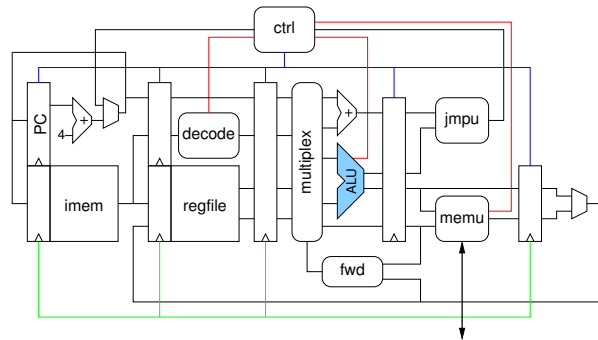 ctrl
PC
4
+
decode
multiplex
+
jmpu
ALU
imem
regfile
memu
fwd